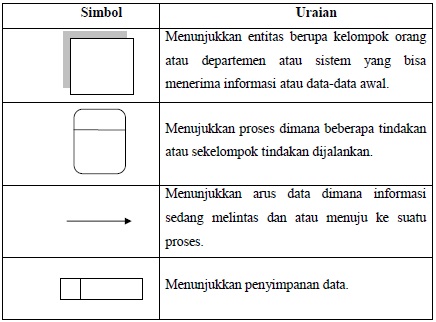 Simbol
Uraian
Menunjukkan entitas berupa kelompok orang
atau departemen atau sistem yang bisa
menerima informasi atau data-data awal.
Menujukkan proses dimana beberapa tindakan
atau sekelompok tindakan dijalankan.
Menunjukkan arus data dimana informasi
sedang melintas dan atau menuju ke suatu
proses.
Menunjukkan penyimpanan data.